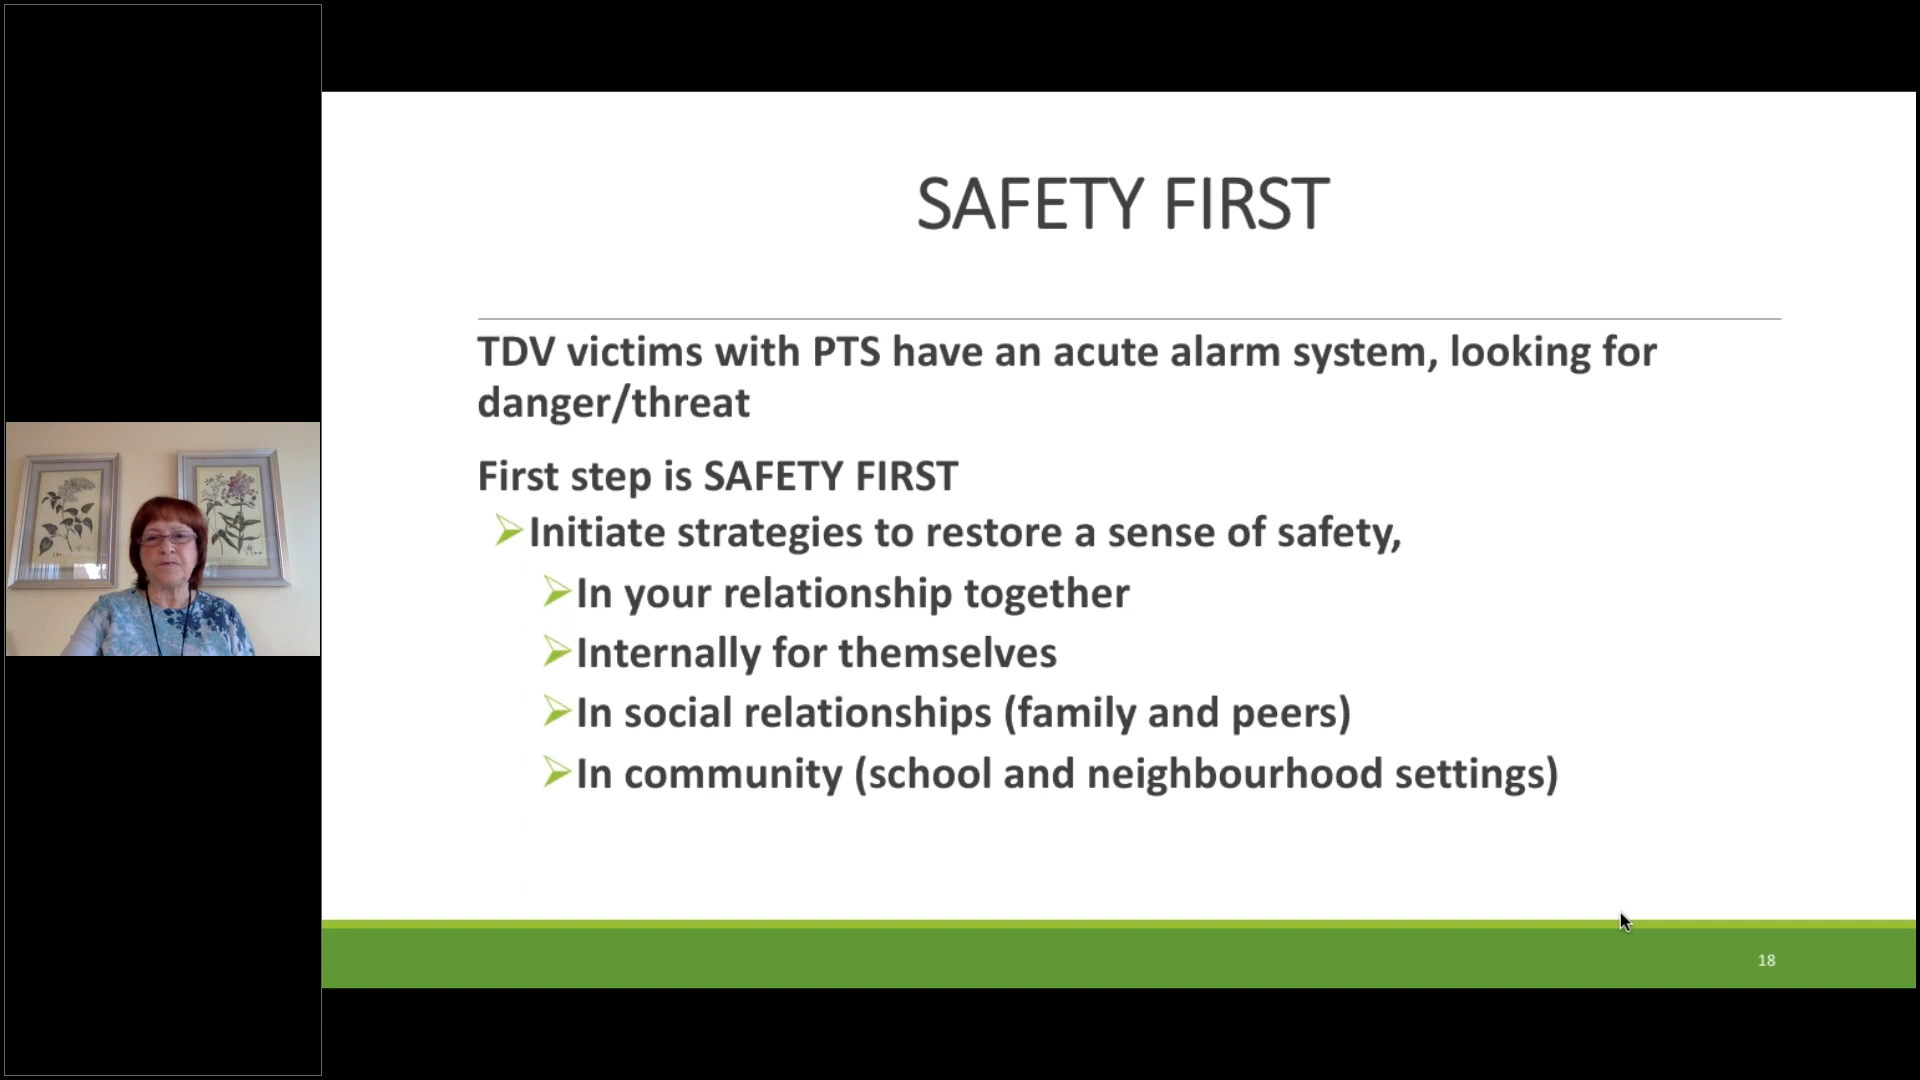 SAFETY FIRST
TDV victims with PTS have an acute alarm system, looking for
danger/threat
First step is SAFETY FIRST
Initiate strategies to restore a sense of safety,
In your relationship together
Internally for themselves
In social relationships (family and peers)
In community (school and neighbourhood settings)
18